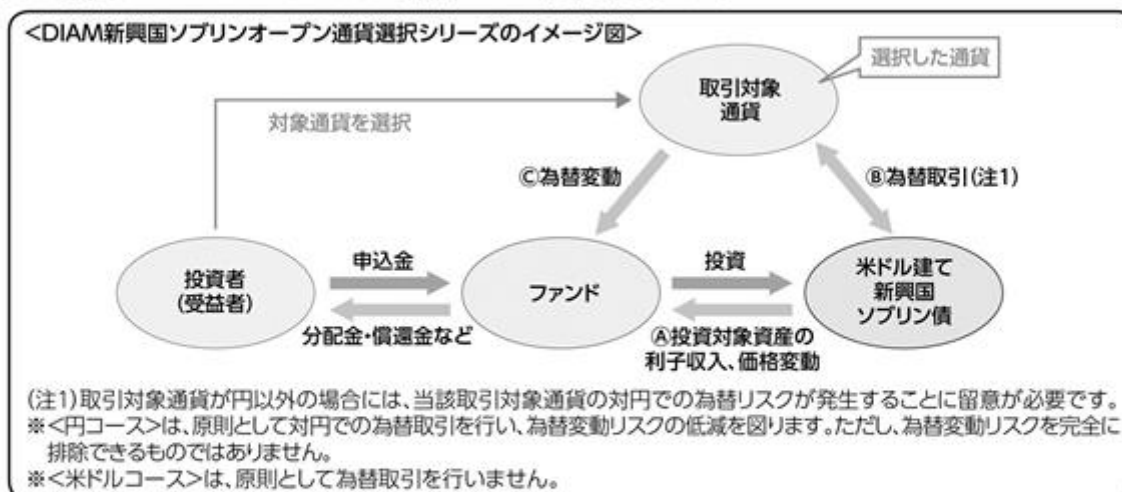 <DIAM新興国ソブリンオープン通貨選択シリーズのイメージ図>
選択した通貨
取引対象
通貨
対象通貨を選択
Ⓒ為替変動
Ⓑ為替取引(注1)
投資者
(受益者)
申込金
分配金・償還金など
ファンド
投資
Ⓐ投資対象資産の
利子収入、価格変動
米ドル建て
新興国
ソブリン債
(注1)取引対象通貨が円以外の場合には、当該取引対象通貨の対円での為替リスクが発生することに留意が必要です。
※<円コース>は、原則として対円での為替取引を行い、為替変動リスクの低減を図ります。ただし、為替変動リスクを完全に
排除できるものではありません。
※<米ドルコース>は、原則として為替取引を行いません。